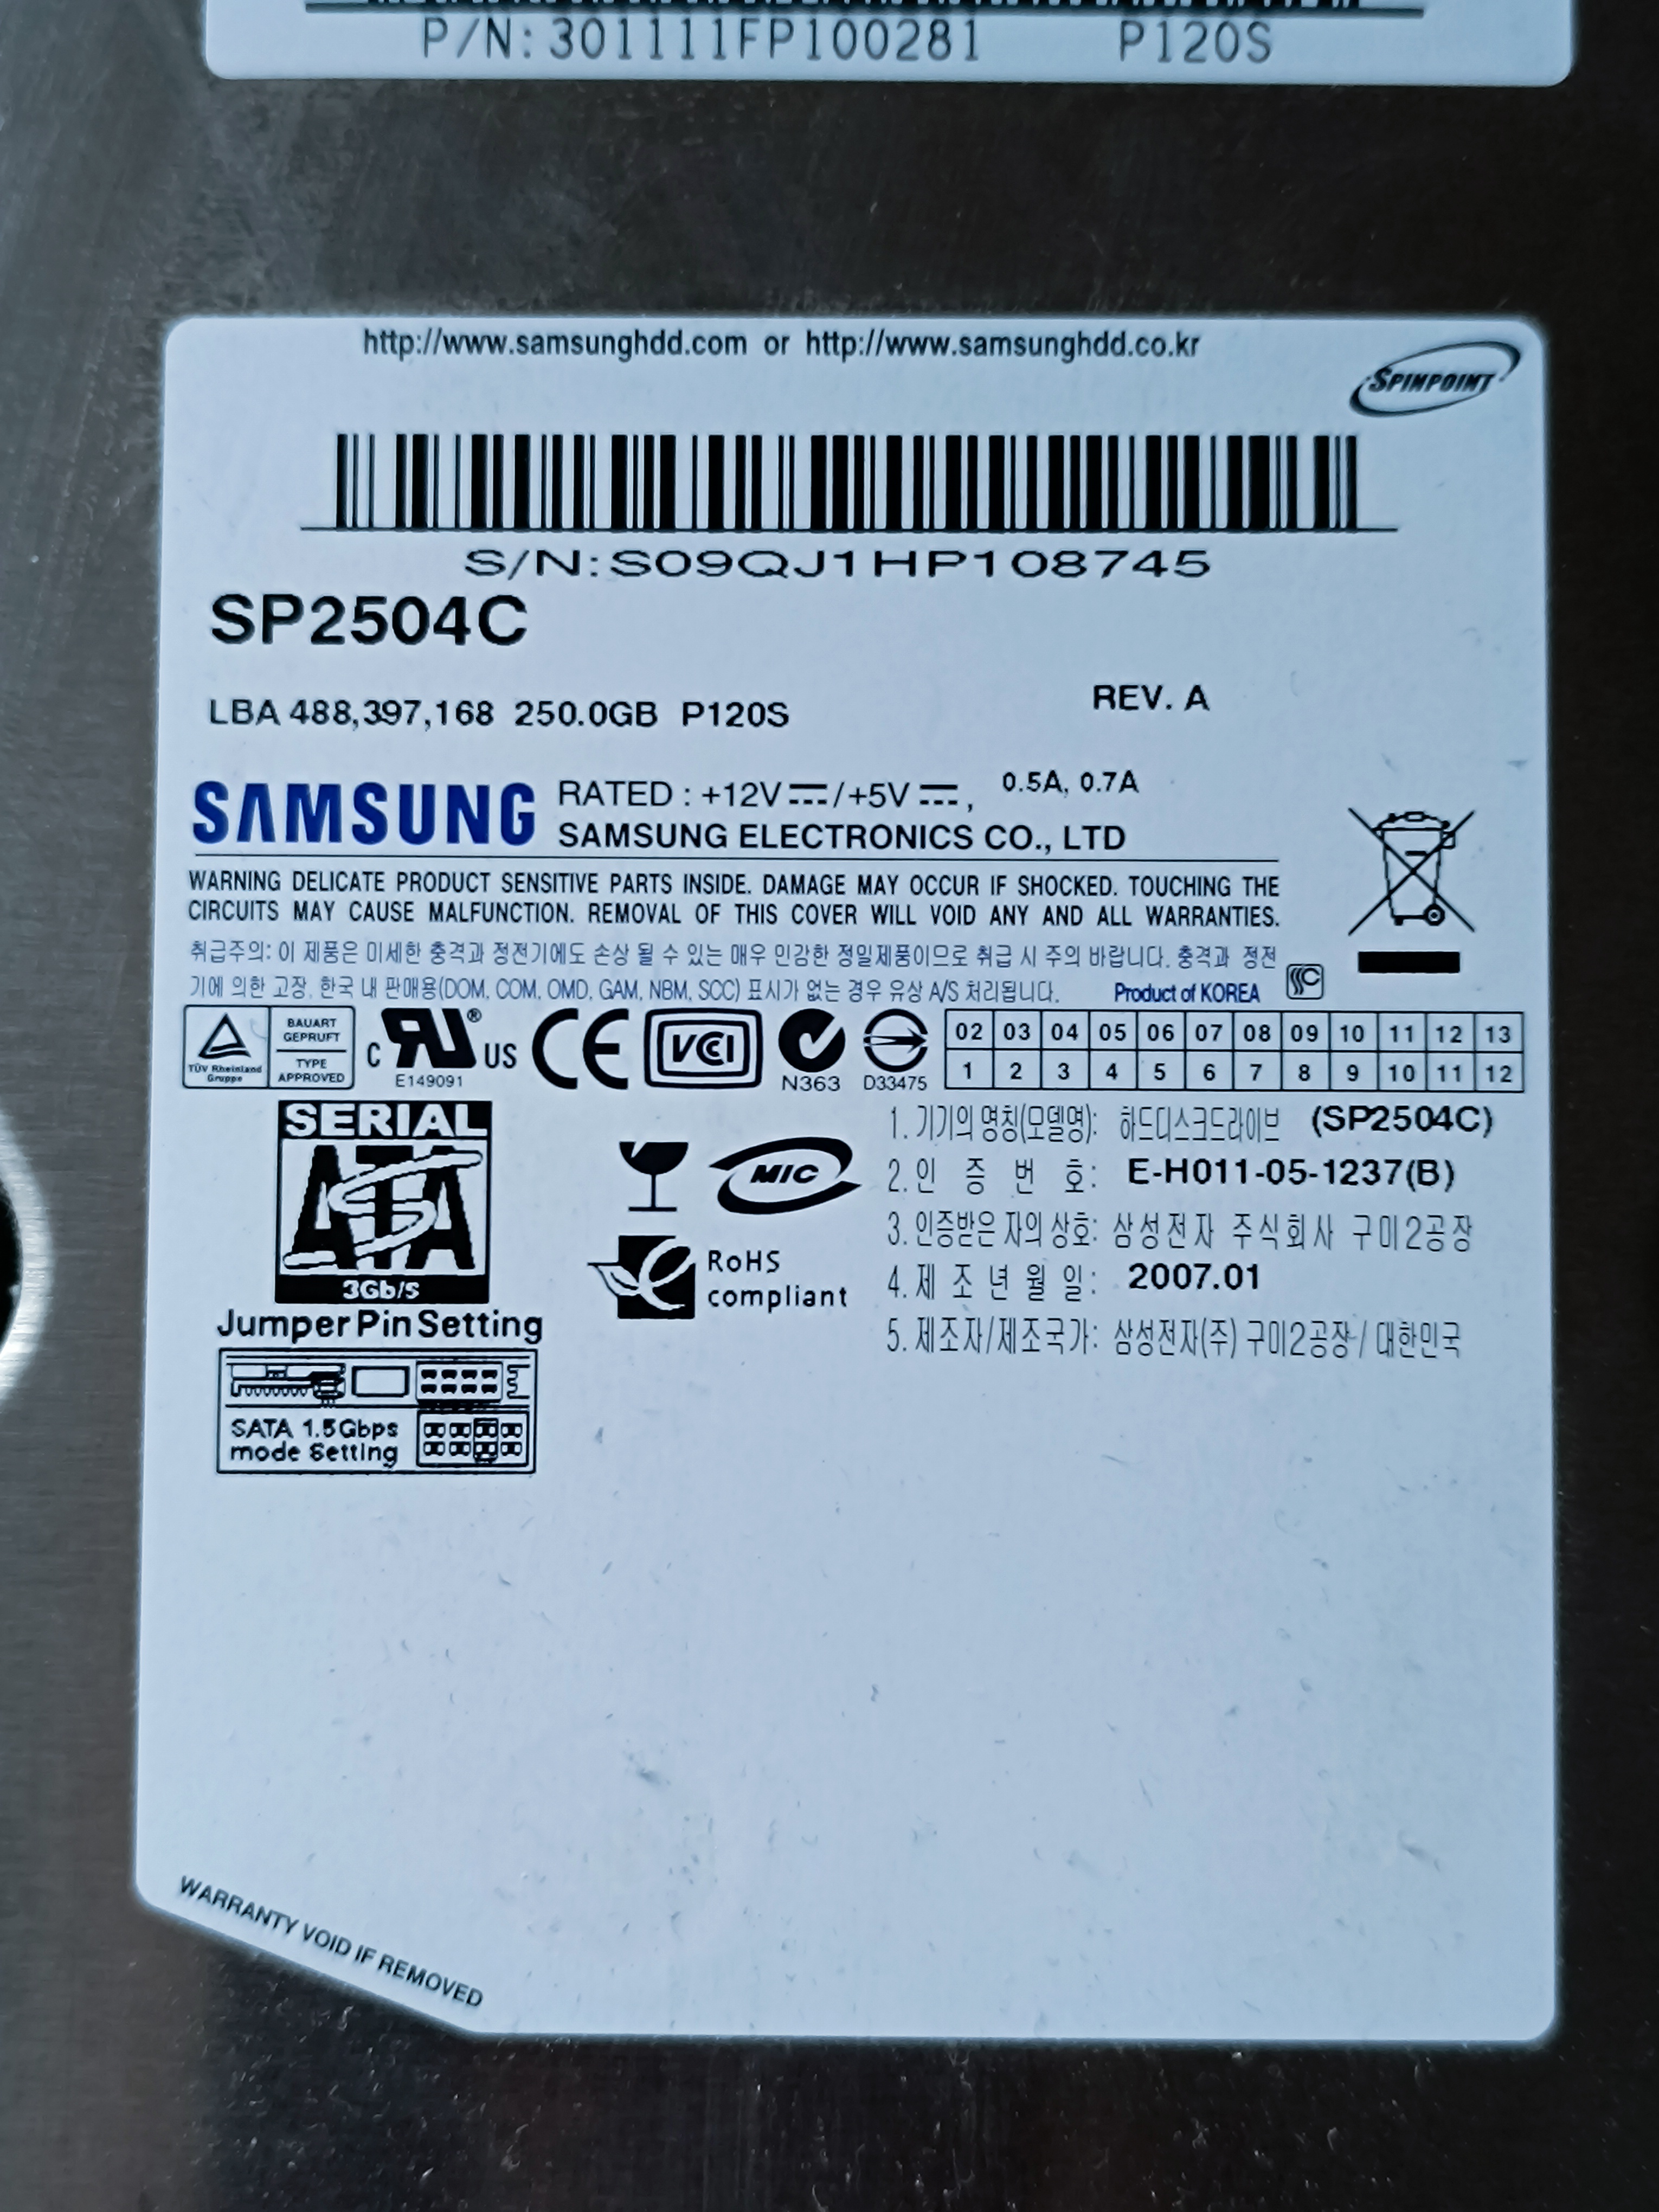 P/N: 301111FP100281 P120S
http://www.samsunghdd.com or http://www.samsunghdd.co.kr
SPINPOINT
S/N: S09QJ1HP108745
SP2504C
LBA 488,397,168 250.0GB P120S REV. A
SAMSUNG RATED : +12V / +5V , 0.5A, 0.7A
SAMSUNG ELECTRONICS CO., LTD
WARNING DELICATE PRODUCT SENSITIVE PARTS INSIDE. DAMAGE MAY OCCUR IF SHOCKED. TOUCHING THE
CIRCUITS MAY CAUSE MALFUNCTION. REMOVAL OF THIS COVER WILL VOID ANY AND ALL WARRANTIES.
취급주의: 이 제품은 미세한 충격과 정전기에도 손상 될 수 있는 매우 민감한 정밀제품이므로 취급 시 주의 바랍니다. 충격과 정전
기에 의한 고장, 한국 내 판매용(DOM, COM, OMD, GAM, NBM, SCC) 표시가 없는 경우 유상 A/S 처리됩니다. Product of KOREA
TÜV Rheinland Gruppe
BAUART GEPRUFT
TYPE APPROVED
C RU ® US
E149091
CE
VCCI
N363
D33475
02 03 04 05 06 07 08 09 10 11 12 13
1 2 3 4 5 6 7 8 9 10 11 12
SERIAL
ATA
3Gb/s
MIC
RoHS
compliant
1. 기기의 명칭(모델명): 하드디스크드라이브 (SP2504C)
2. 인 증 번 호: E-H011-05-1237(B)
3. 인증받은 자의 상호: 삼성전자 주식회사 구미2공장
4. 제 조 년 월 일: 2007.01
5. 제조자/제조국가: 삼성전자(주) 구미2공장 / 대한민국
Jumper Pin Setting
SATA 1.5Gbps
mode Setting
WARRANTY VOID IF REMOVED